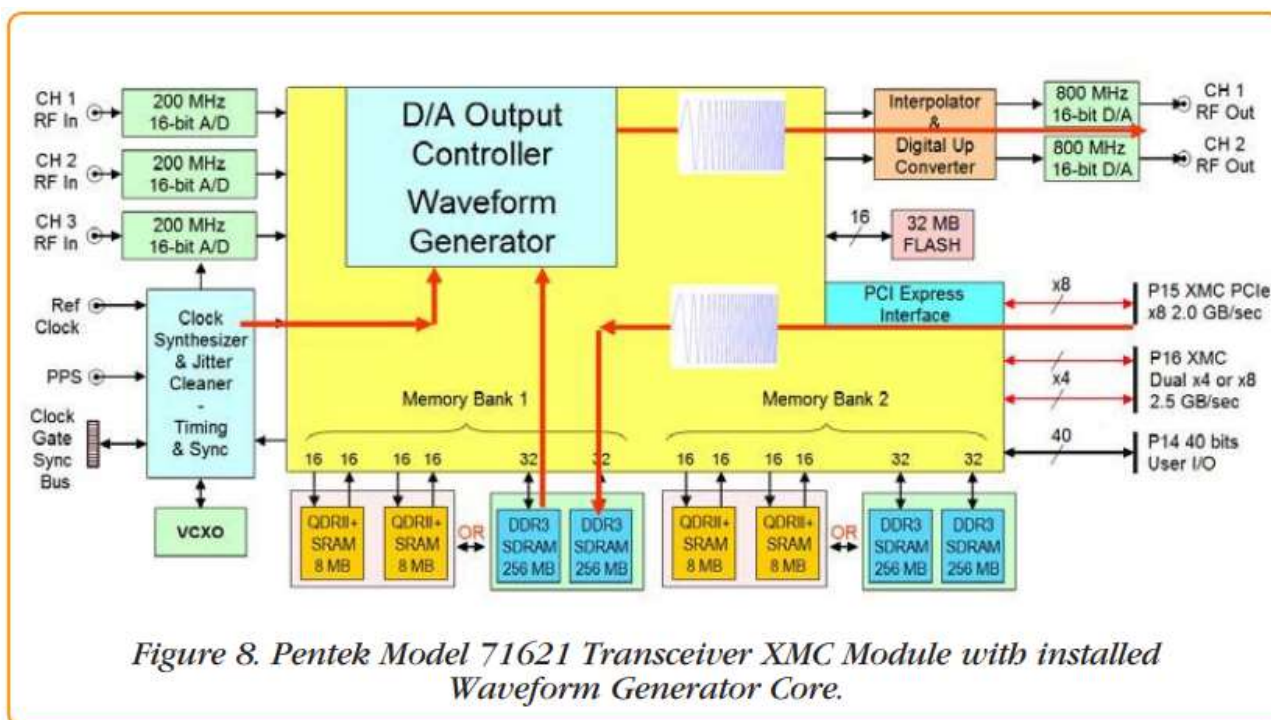 CH 1
RF In
200 MHz
16-bit A/D
CH 2
RF In
200 MHz
16-bit A/D
CH 3
RF In
200 MHz
16-bit A/D
Ref
Clock
PPS
Clock
Gate
Sync
Bus
Clock
Synthesizer
& Jitter
Cleaner
-
Timing
& Sync
VCXO
D/A Output
Controller
Waveform
Generator
Interpolator
&
Digital Up
Converter
800 MHz
16-bit D/A
CH 1
RF Out
800 MHz
16-bit D/A
CH 2
RF Out
16
32 MB
FLASH
PCI Express
Interface
x8
P15 XMC PCIe
x8 2.0 GB/sec
x4
P16 XMC
Dual x4 or x8
2.5 GB/sec
40
P14 40 bits
User I/O
Memory Bank 1
Memory Bank 2
16 16 16 16 32 32 16 16 16 16 32 32
QDRII+
SRAM
8 MB
QDRII+
SRAM
8 MB
OR
DDR3
SDRAM
256 MB
DDR3
SDRAM
256 MB
QDRII+
SRAM
8 MB
QDRII+
SRAM
8 MB
OR
DDR3
SDRAM
256 MB
DDR3
SDRAM
256 MB
Figure 8. Pentek Model 71621 Transceiver XMC Module with installed
Waveform Generator Core.